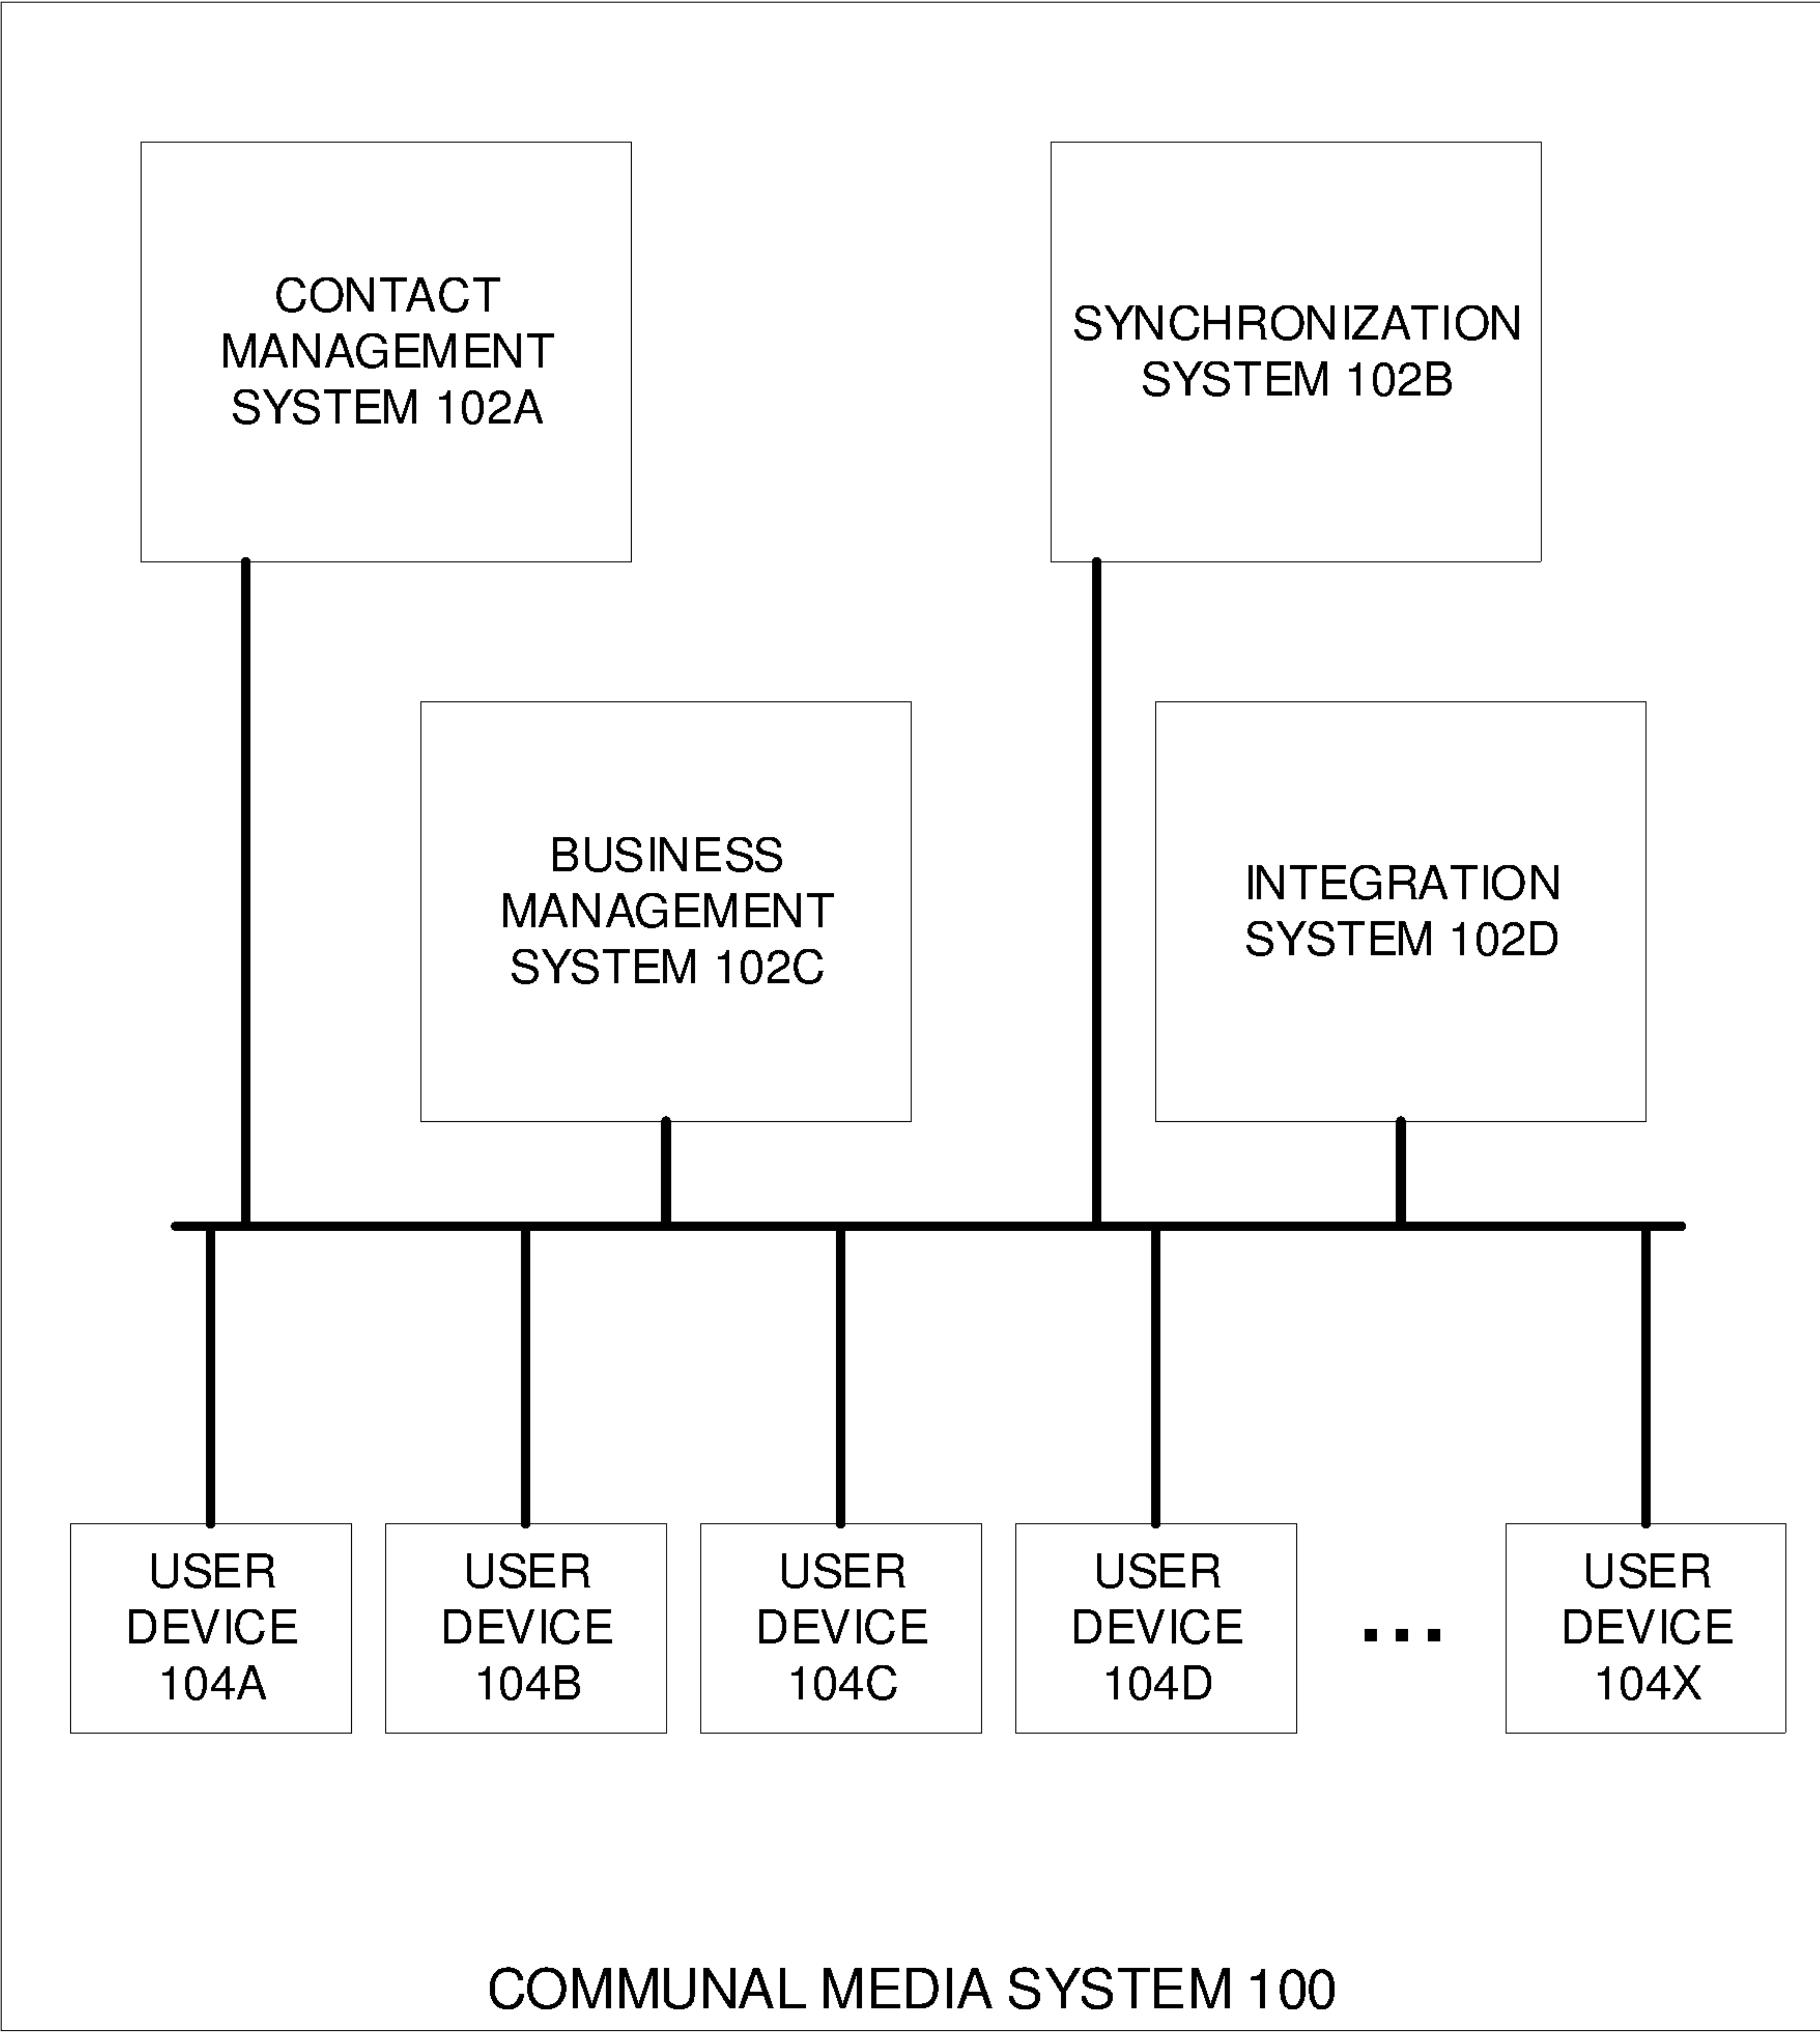 CONTACT
MANAGEMENT
SYSTEM 102A
SYNCHRONIZATION
SYSTEM 102B
BUSINESS
MANAGEMENT
SYSTEM 102C
INTEGRATION
SYSTEM 102D
USER
DEVICE
104A
USER
DEVICE
104B
USER
DEVICE
104C
USER
DEVICE
104D
...
USER
DEVICE
104X
COMMUNAL MEDIA SYSTEM 100